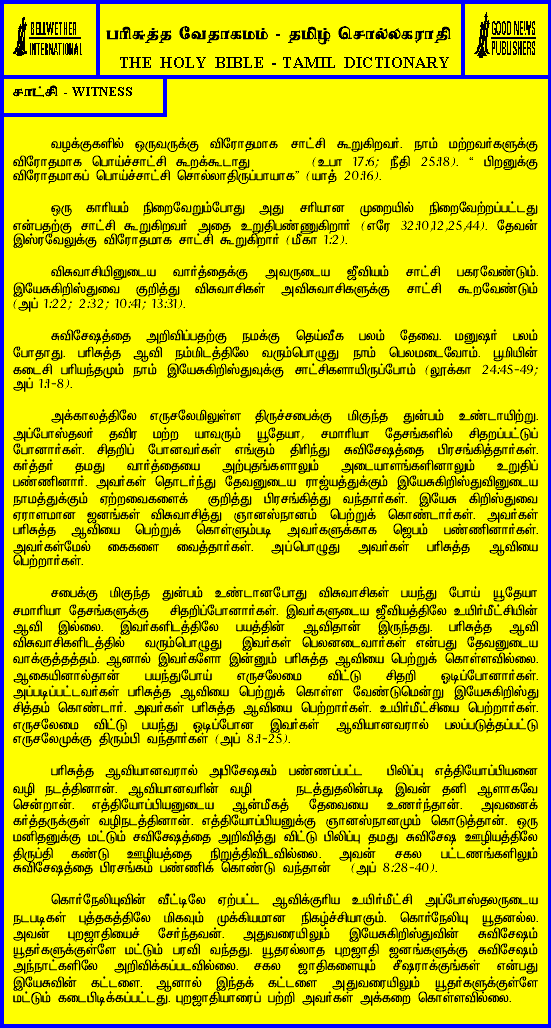 BELLWETHER
INTERNATIONAL
பரிசுத்த வேதாகமம் - தமிழ் சொல்லகராதி
THE HOLY BIBLE - TAMIL DICTIONARY
GOOD NEWS
PUBLISHERS
சாட்சி - WITNESS
வழக்குகளில் ஒருவருக்கு விரோதமாக சாட்சி கூறுகிறவர். நாம் மற்றவர்களுக்கு
விரோதமாக பொய்ச்சாட்சி கூறக்கூடாது (உபா 17:6; நீதி 25:18). “ பிறனுக்கு
விரோதமாகப் பொய்ச்சாட்சி சொல்லாதிருப்பாயாக” (யாத் 20:16).
ஒரு காரியம் நிறைவேறும்போது அது சரியான முறையில் நிறைவேற்றப்பட்டது
என்பதற்கு சாட்சி கூறுகிறவர் அதை உறுதிபண்ணுகிறார் (எரே 32:10,12,25,44). தேவன்
இஸ்ரவேலுக்கு விரோதமாக சாட்சி கூறுகிறார் (மீகா 1:2).
விசுவாசியினுடைய வார்த்தைக்கு அவருடைய ஜீவியம் சாட்சி பகரவேண்டும்.
இயேசுகிறிஸ்துவை குறித்து விசுவாசிகள் அவிசுவாசிகளுக்கு சாட்சி கூறவேண்டும்
(அப் 1:22; 2:32; 10:41; 13:31).
சுவிசேஷத்தை அறிவிப்பதற்கு நமக்கு தெய்வீக பலம் தேவை. மனுஷர் பலம்
போதாது. பரிசுத்த ஆவி நம்மிடத்திலே வரும்பொழுது நாம் பெலமடைவோம். பூமியின்
கடைசி பரியந்தமும் நாம் இயேசுகிறிஸ்துவுக்கு சாட்சிகளாயிருப்போம் (லூக்கா 24:45-49;
அப் 1:1-8).
அக்காலத்திலே எருசலேமிலுள்ள திருச்சபைக்கு மிகுந்த துன்பம் உண்டாயிற்று.
அப்போஸ்தலர் தவிர மற்ற யாவரும் யூதேயா, சமாரியா தேசங்களில் சிதறப்பட்டுப்
போனார்கள். சிதறிப் போனவர்கள் எங்கும் திரிந்து சுவிசேஷத்தை பிரசங்கித்தார்கள்.
கர்த்தர் தமது வார்த்தையை அற்புதங்களாலும் அடையாளங்களினாலும் உறுதிப்
பண்ணினார். அவர்கள் தொடர்ந்து தேவனுடைய ராஜ்யத்துக்கும் இயேசுகிறிஸ்துவினுடைய
நாமத்துக்கும் ஏற்றவைகளைக் குறித்து பிரசங்கித்து வந்தார்கள். இயேசு கிறிஸ்துவை
ஏராளமான ஜனங்கள் விசுவாசித்து ஞானஸ்நானம் பெற்றுக் கொண்டார்கள். அவர்கள்
பரிசுத்த ஆவியை பெற்றுக் கொள்ளும்படி அவர்களுக்காக ஜெபம் பண்ணினார்கள்.
அவர்கள்மேல் கைகளை வைத்தார்கள். அப்பொழுது அவர்கள் பரிசுத்த ஆவியை
பெற்றார்கள்.
சபைக்கு மிகுந்த துன்பம் உண்டானபோது விசுவாசிகள் பயந்து போய் யூதேயா
சமாரியா தேசங்களுக்கு சிதறிப்போனார்கள். இவர்களுடைய ஜீவியத்திலே உயிர்மீட்சியின்
ஆவி இல்லை. இவர்களிடத்திலே பயத்தின் ஆவிதான் இருந்தது. பரிசுத்த ஆவி
விசுவாசிகளிடத்தில் வரும்பொழுது இவர்கள் பெலனடைவார்கள் என்பது தேவனுடைய
வாக்குத்தத்தம். ஆனால் இவர்களோ இன்னும் பரிசுத்த ஆவியை பெற்றுக் கொள்ளவில்லை.
ஆகையினால்தான் பயந்துபோய் எருசலேமை விட்டு சிதறி ஓடிப்போனார்கள்.
அப்படிப்பட்டவர்கள் பரிசுத்த ஆவியை பெற்றுக் கொள்ள வேண்டுமென்று இயேசுகிறிஸ்து
சித்தம் கொண்டார். அவர்கள் பரிசுத்த ஆவியை பெற்றார்கள். உயிர்மீட்சியை பெற்றார்கள்.
எருசலேமை விட்டு பயந்து ஓடிப்போன இவர்கள் ஆவியானவரால் பலப்படுத்தப்பட்டு
எருசலேமுக்கு திரும்பி வந்தார்கள் (அப் 8:1-25).
பரிசுத்த ஆவியானவரால் அபிசேஷகம் பண்ணப்பட்ட பிலிப்பு எத்தியோப்பியனை
வழி நடத்தினான். ஆவியானவரின் வழி நடத்துதலின்படி இவன் தனி ஆளாகவே
சென்றான். எத்தியோப்பியனுடைய ஆன்மீகத் தேவையை உணர்ந்தான். அவனைக்
கர்த்தருக்குள் வழிநடத்தினான். எத்தியோப்பியனுக்கு ஞானஸ்நானமும் கொடுத்தான். ஒரு
மனிதனுக்கு மட்டும் சவிசேஷத்தை அறிவித்து விட்டு பிலிப்பு தமது சுவிசேஷ ஊழியத்திலே
திருப்தி கண்டு ஊழியத்தை நிறுத்திவிடவில்லை. அவன் சகல பட்டணங்களிலும்
சுவிசேஷத்தை பிரசங்கம் பண்ணிக் கொண்டு வந்தான் (அப் 8:28-40).
கொர்நேலியுவின் வீட்டிலே ஏற்பட்ட ஆவிக்குரிய உயிர்மீட்சி அப்போஸ்தலருடைய
நடபடிகள் புத்தகத்திலே மிகவும் முக்கியமான நிகழ்ச்சியாகும். கொர்நேலியு யூதனல்ல.
அவன் புறஜாதியைச் சேர்ந்தவன். அதுவரையிலும் இயேசுகிறிஸ்துவின் சுவிசேஷம்
யூதர்களுக்குள்ளே மட்டும் பரவி வந்தது. யூதரல்லாத புறஜாதி ஜனங்களுக்கு சுவிசேஷம்
அந்நாட்களிலே அறிவிக்கப்படவில்லை. சகல ஜாதிகளையும் சீஷராக்குங்கள் என்பது
இயேசுவின் கட்டளை. ஆனால் இந்தக் கட்டளை அதுவரையிலும் யூதர்களுக்குள்ளே
மட்டும் கடைபிடிக்கப்பட்டது. புறஜாதியாரைப் பற்றி அவர்கள் அக்கறை கொள்ளவில்லை.